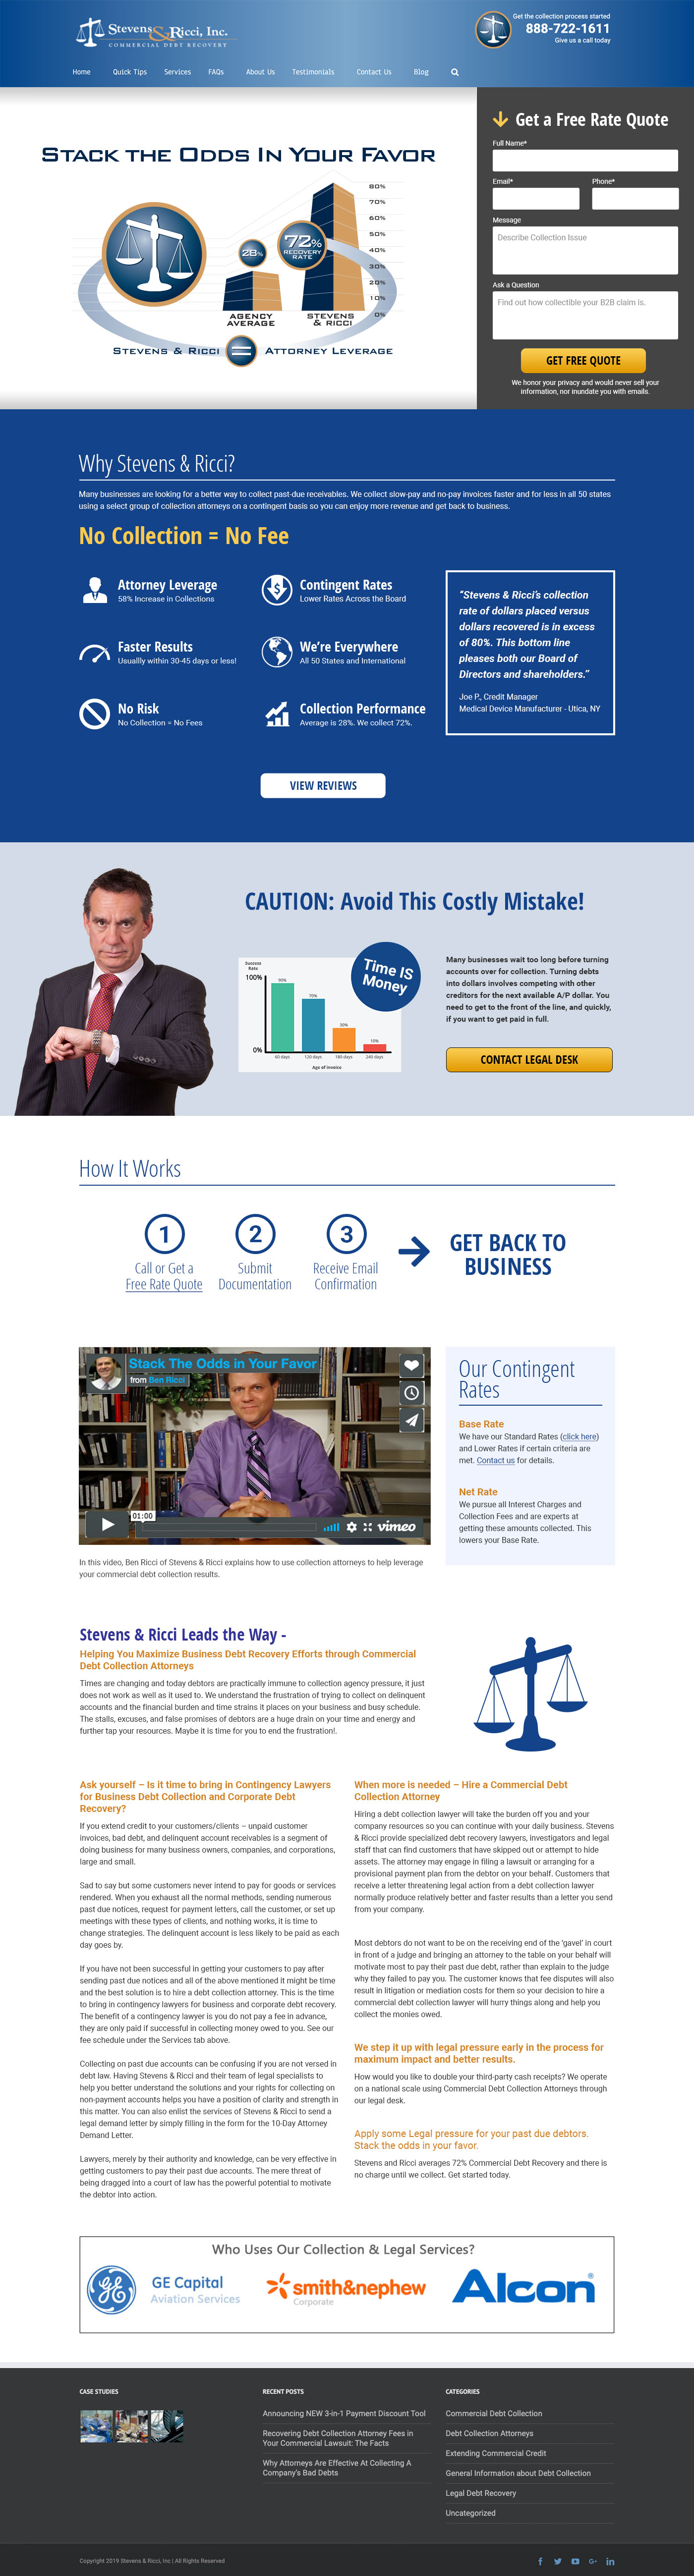 Stevens & Ricci, Inc.
COMMERCIAL DEBT RECOVERY
Get the collection process started
888-722-1611
Give us a call today
Home Quick Tips Services FAQs About Us Testimonials Contact Us Blog
STACK THE ODDS IN YOUR FAVOR
80%
70%
60%
50%
40%
30%
20%
10%
0%
28%
72%
RECOVERY
RATE
AGENCY
AVERAGE
STEVENS
& RICCI
STEVENS & RICCI = ATTORNEY LEVERAGE
Get a Free Rate Quote
Full Name*
Email* Phone*
Message
Describe Collection Issue
Ask a Question
Find out how collectible your B2B claim is.
GET FREE QUOTE
We honor your privacy and would never sell your
information, nor inundate you with emails.
Why Stevens & Ricci?
Many businesses are looking for a better way to collect past-due receivables. We collect slow-pay and no-pay invoices faster and for less in all 50 states
using a select group of collection attorneys on a contingent basis so you can enjoy more revenue and get back to business.
No Collection = No Fee
Attorney Leverage
58% Increase in Collections
Contingent Rates
Lower Rates Across the Board
Faster Results
Usuallly within 30-45 days or less!
We're Everywhere
All 50 States and International
No Risk
No Collection = No Fees
Collection Performance
Average is 28%. We collect 72%.
“Stevens & Ricci’s collection
rate of dollars placed versus
dollars recovered is in excess
of 80%. This bottom line
pleases both our Board of
Directors and shareholders.”
Joe P., Credit Manager
Medical Device Manufacturer - Utica, NY
VIEW REVIEWS
CAUTION: Avoid This Costly Mistake!
Success
Rate
100%
0%
90%
70%
30%
10%
60 days 120 days 180 days 240 days
Age of Invoice
Time IS
Money
Many businesses wait too long before turning
accounts over for collection. Turning debts
into dollars involves competing with other
creditors for the next available A/P dollar. You
need to get to the front of the line, and quickly,
if you want to get paid in full.
CONTACT LEGAL DESK
How It Works
1
Call or Get a
Free Rate Quote
2
Submit
Documentation
3
Receive Email
Confirmation
GET BACK TO
BUSINESS
Stack The Odds in Your Favor
from Ben Ricci
01:00
vimeo
In this video, Ben Ricci of Stevens & Ricci explains how to use collection attorneys to help leverage
your commercial debt collection results.
Our Contingent
Rates
Base Rate
We have our Standard Rates (click here)
and Lower Rates if certain criteria are
met. Contact us for details.
Net Rate
We pursue all Interest Charges and
Collection Fees and are experts at
getting these amounts collected. This
lowers your Base Rate.
Stevens & Ricci Leads the Way -
Helping You Maximize Business Debt Recovery Efforts through Commercial
Debt Collection Attorneys
Times are changing and today debtors are practically immune to collection agency pressure, it just
does not work as well as it used to. We understand the frustration of trying to collect on delinquent
accounts and the financial burden and time strains it places on your business and busy schedule.
The stalls, excuses, and false promises of debtors are a huge drain on your time and energy and
further tap your resources. Maybe it is time for you to end the frustration!.
Ask yourself – Is it time to bring in Contingency Lawyers
for Business Debt Collection and Corporate Debt
Recovery?
If you extend credit to your customers/clients – unpaid customer
invoices, bad debt, and delinquent account receivables is a segment of
doing business for many business owners, companies, and corporations,
large and small.
Sad to say but some customers never intend to pay for goods or services
rendered. When you exhaust all the normal methods, sending numerous
past due notices, request for payment letters, call the customer, or set up
meetings with these types of clients, and nothing works, it is time to
change strategies. The delinquent account is less likely to be paid as each
day goes by.
If you have not been successful in getting your customers to pay after
sending past due notices and all of the above mentioned it might be time
and the best solution is to hire a debt collection attorney. This is the time
to bring in contingency lawyers for business and corporate debt recovery.
The benefit of a contingency lawyer is you do not pay a fee in advance,
they are only paid if successful in collecting money owed to you. See our
fee schedule under the Services tab above.
Collecting on past due accounts can be confusing if you are not versed in
debt law. Having Stevens & Ricci and their team of legal specialists to
help you better understand the solutions and your rights for collecting on
non-payment accounts helps you have a position of clarity and strength in
this matter. You can also enlist the services of Stevens & Ricci to send a
legal demand letter by simply filling in the form for the 10-Day Attorney
Demand Letter.
Lawyers, merely by their authority and knowledge, can be very effective in
getting customers to pay their past due accounts. The mere threat of
being dragged into a court of law has the powerful potential to motivate
the debtor into action.
When more is needed – Hire a Commercial Debt
Collection Attorney
Hiring a debt collection lawyer will take the burden off you and your
company resources so you can continue with your daily business. Stevens
& Ricci provide specialized debt recovery lawyers, investigators and legal
staff that can find customers that have skipped out or attempt to hide
assets. The attorney may engage in filing a lawsuit or arranging for a
provisional payment plan from the debtor on your behalf. Customers that
receive a letter threatening legal action from a debt collection lawyer
normally produce relatively better and faster results than a letter you send
from your company.
Most debtors do not want to be on the receiving end of the ‘gavel’ in court
in front of a judge and bringing an attorney to the table on your behalf will
motivate most to pay their past due debt, rather than explain to the judge
why they failed to pay you. The customer knows that fee disputes will also
result in litigation or mediation costs for them so your decision to hire a
commercial debt collection lawyer will hurry things along and help you
collect the monies owed.
We step it up with legal pressure early in the process for
maximum impact and better results.
How would you like to double your third-party cash receipts? We operate
on a national scale using Commercial Debt Collection Attorneys through
our legal desk.
Apply some Legal pressure for your past due debtors.
Stack the odds in your favor.
Stevens and Ricci averages 72% Commercial Debt Recovery and there is
no charge until we collect. Get started today.
Who Uses Our Collection & Legal Services?
GE Capital
Aviation Services
smith&nephew
Corporate
Alcon®
CASE STUDIES
RECENT POSTS
Announcing NEW 3-in-1 Payment Discount Tool
Recovering Debt Collection Attorney Fees in
Your Commercial Lawsuit: The Facts
Why Attorneys Are Effective At Collecting A
Company's Bad Debts
CATEGORIES
Commercial Debt Collection
Debt Collection Attorneys
Extending Commercial Credit
General Information about Debt Collection
Legal Debt Recovery
Uncategorized
Copyright 2019 Stevens & Ricci, Inc | All Rights Reserved